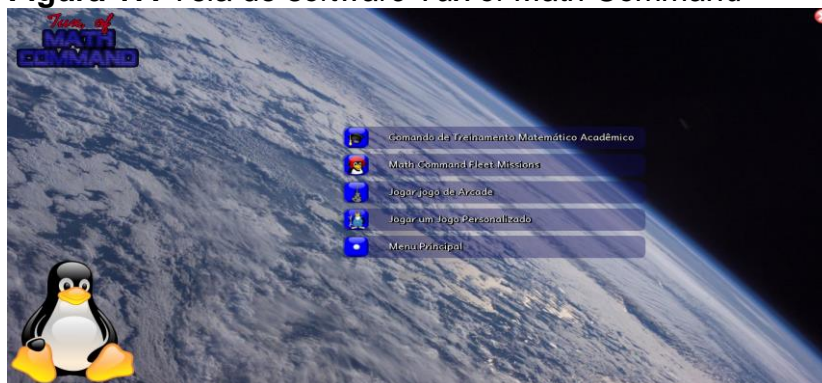 Tux, of
MATH
COMMAND
Comando de Treinamento Matemático Acadêmico
Math Command Fleet Missions
Jogar jogo de Arcade
Jogar um Jogo Personalizado
Menu Principal